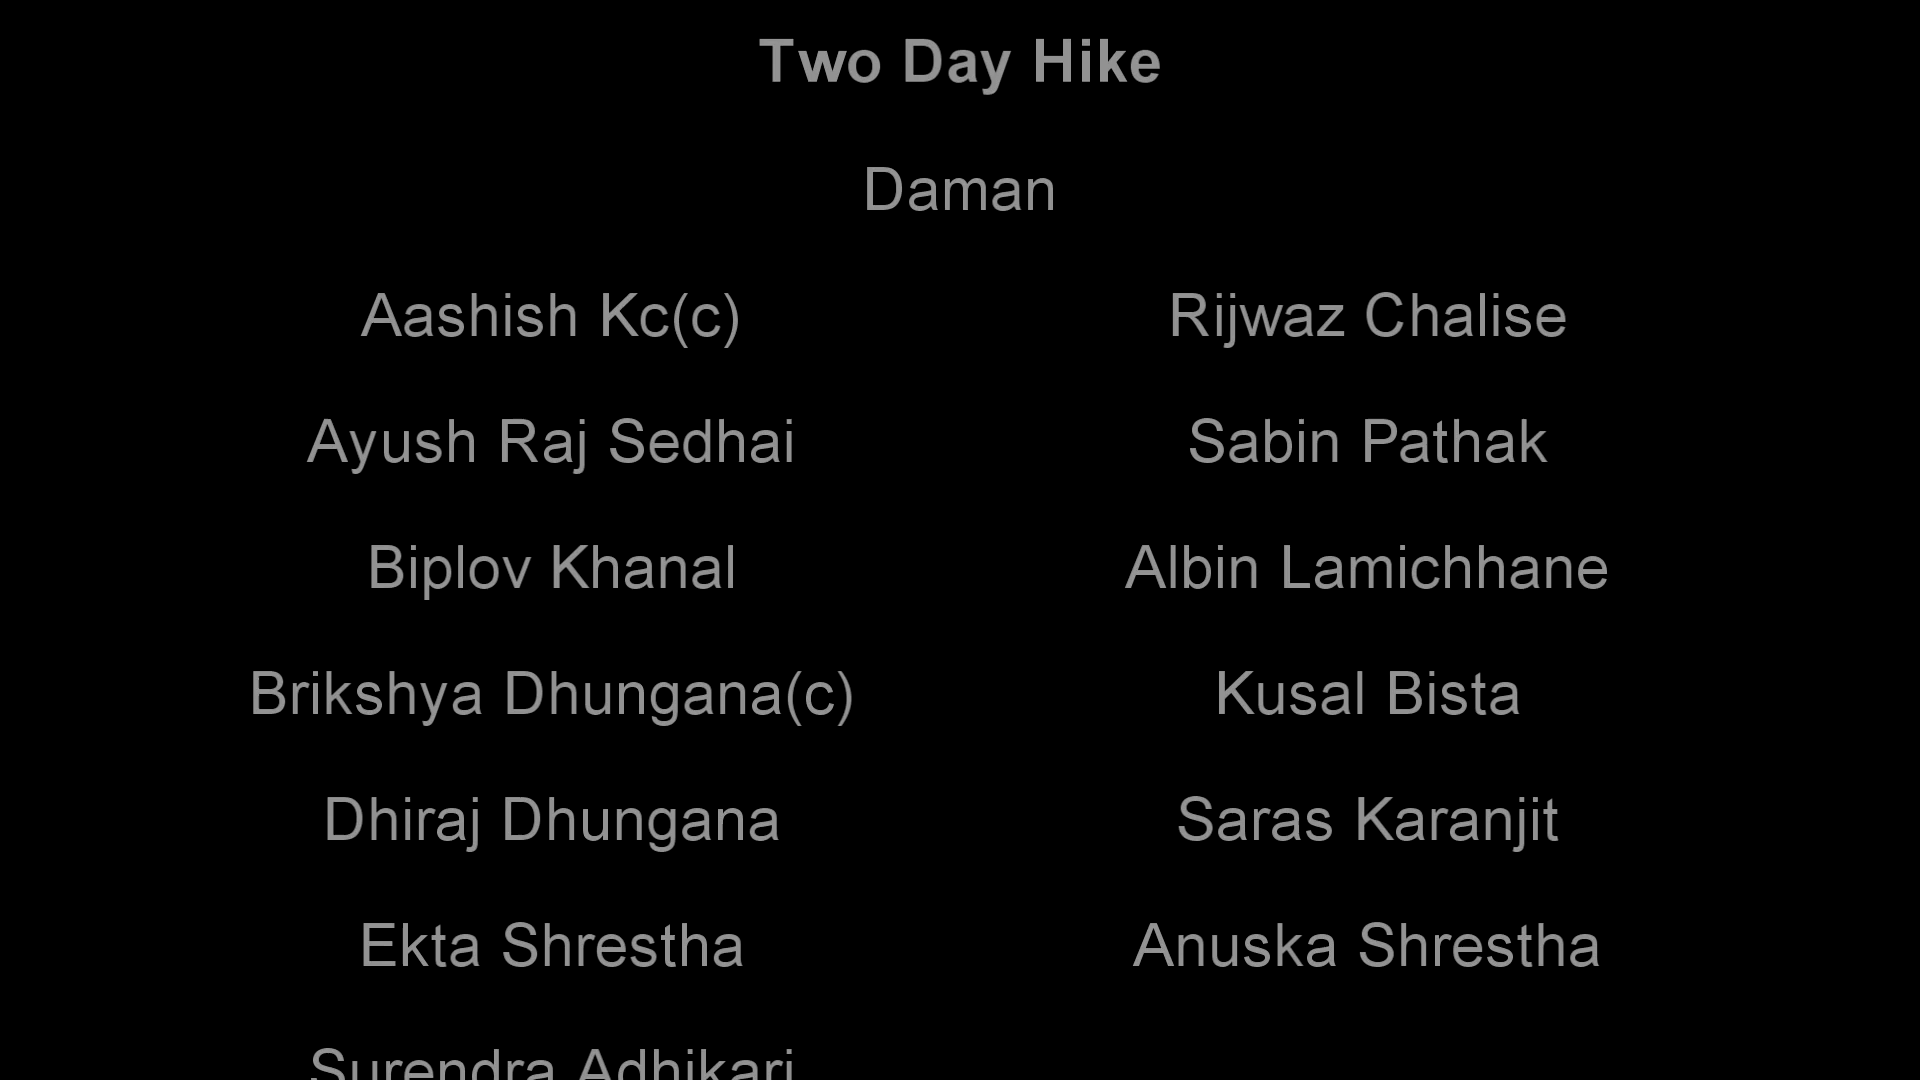 Two Day Hike
Daman
Aashish Kc(c)
Rijwaz Chalise
Ayush Raj Sedhai
Sabin Pathak
Biplov Khanal
Albin Lamichhane
Brikshya Dhungana(c)
Kusal Bista
Dhiraj Dhungana
Saras Karanjit
Ekta Shrestha
Anuska Shrestha
Surendra Adhikari